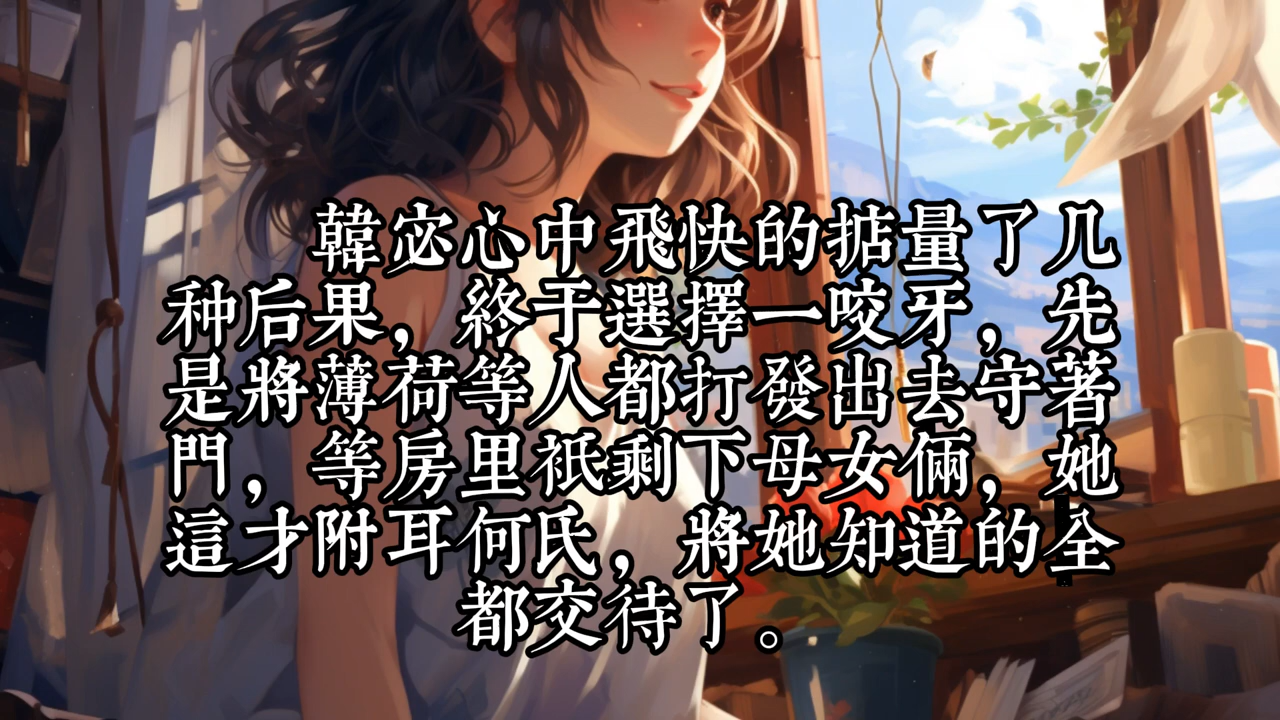 韓宓心中飛快的掂量了几
种后果，終于選擇一咬牙，先
是將薄荷等人都打發出去守著
門，等房里祇剩下母女倆，她
這才附耳何氏，將她知道的全
都交待了。